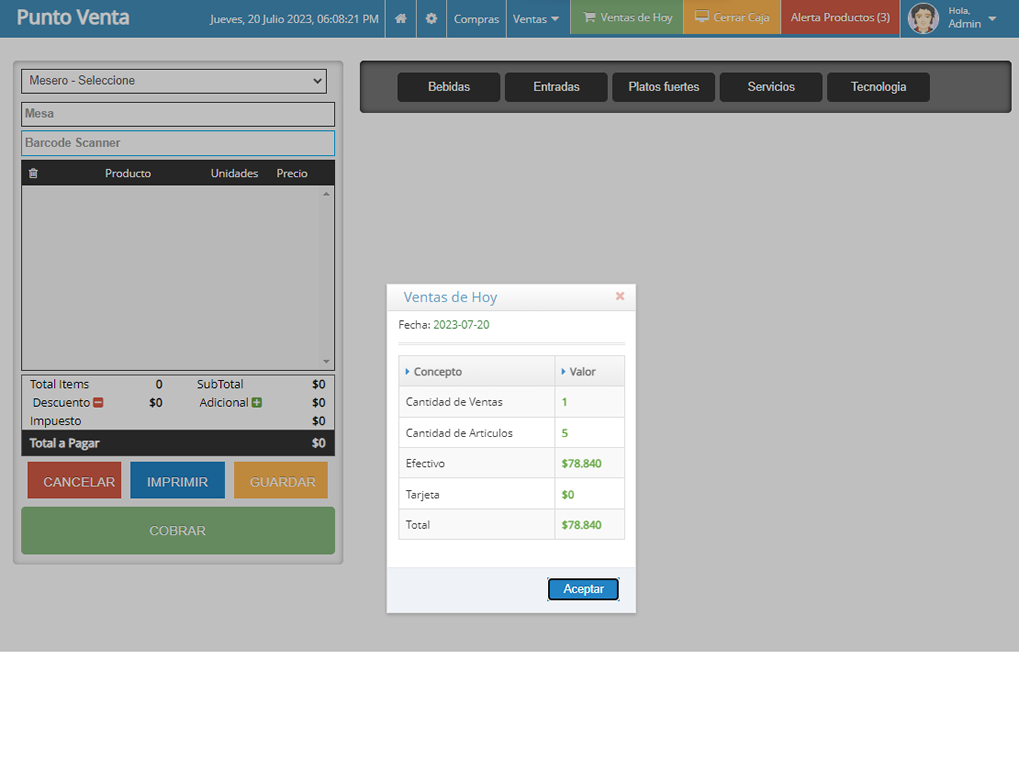 Punto Venta
Jueves, 20 Julio 2023, 06:08:21 PM
Compras
Ventas
Ventas de Hoy
Cerrar Caja
Alerta Productos (3)
Hola,
Admin
Mesero - Seleccione
Mesa
Barcode Scanner
Producto Unidades Precio
Total Items 0 SubTotal $0
Descuento $0 Adicional $0
Impuesto $0
Total a Pagar $0
CANCELAR IMPRIMIR GUARDAR
COBRAR
Bebidas Entradas Platos fuertes Servicios Tecnologia
Ventas de Hoy
Fecha: 2023-07-20
Concepto Valor
Cantidad de Ventas 1
Cantidad de Articulos 5
Efectivo $78.840
Tarjeta $0
Total $78.840
Aceptar